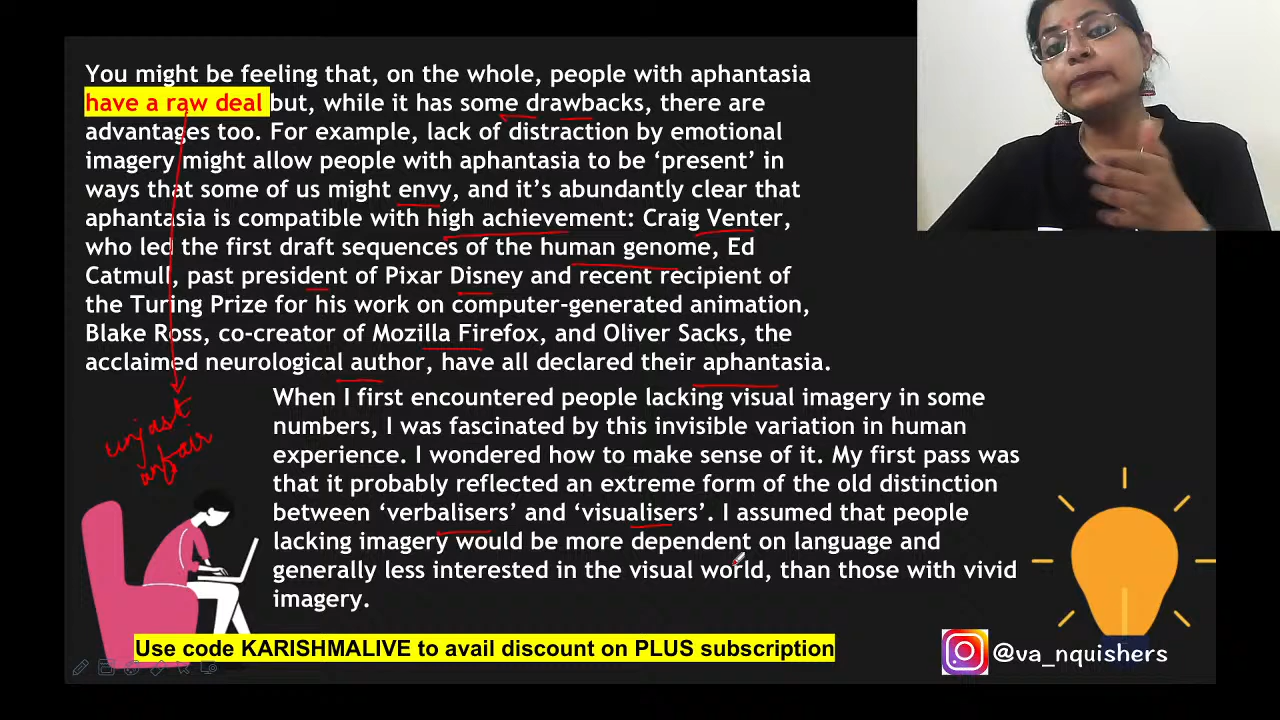 You might be feeling that, on the whole, people with aphantasia
have a raw deal but, while it has some drawbacks, there are
advantages too. For example, lack of distraction by emotional
imagery might allow people with aphantasia to be ‘present’ in
ways that some of us might envy, and it’s abundantly clear that
aphantasia is compatible with high achievement: Craig Venter,
who led the first draft sequences of the human genome, Ed
Catmull, past president of Pixar Disney and recent recipient of
the Turing Prize for his work on computer-generated animation,
Blake Ross, co-creator of Mozilla Firefox, and Oliver Sacks, the
acclaimed neurological author, have all declared their aphantasia.
When I first encountered people lacking visual imagery in some
numbers, I was fascinated by this invisible variation in human
experience. I wondered how to make sense of it. My first pass was
that it probably reflected an extreme form of the old distinction
between ‘verbalisers’ and ‘visualisers’. I assumed that people
lacking imagery would be more dependent on language and
generally less interested in the visual world, than those with vivid
imagery.
unjust
unfair
Use code KARISHMALIVE to avail discount on PLUS subscription
@va_nquishers